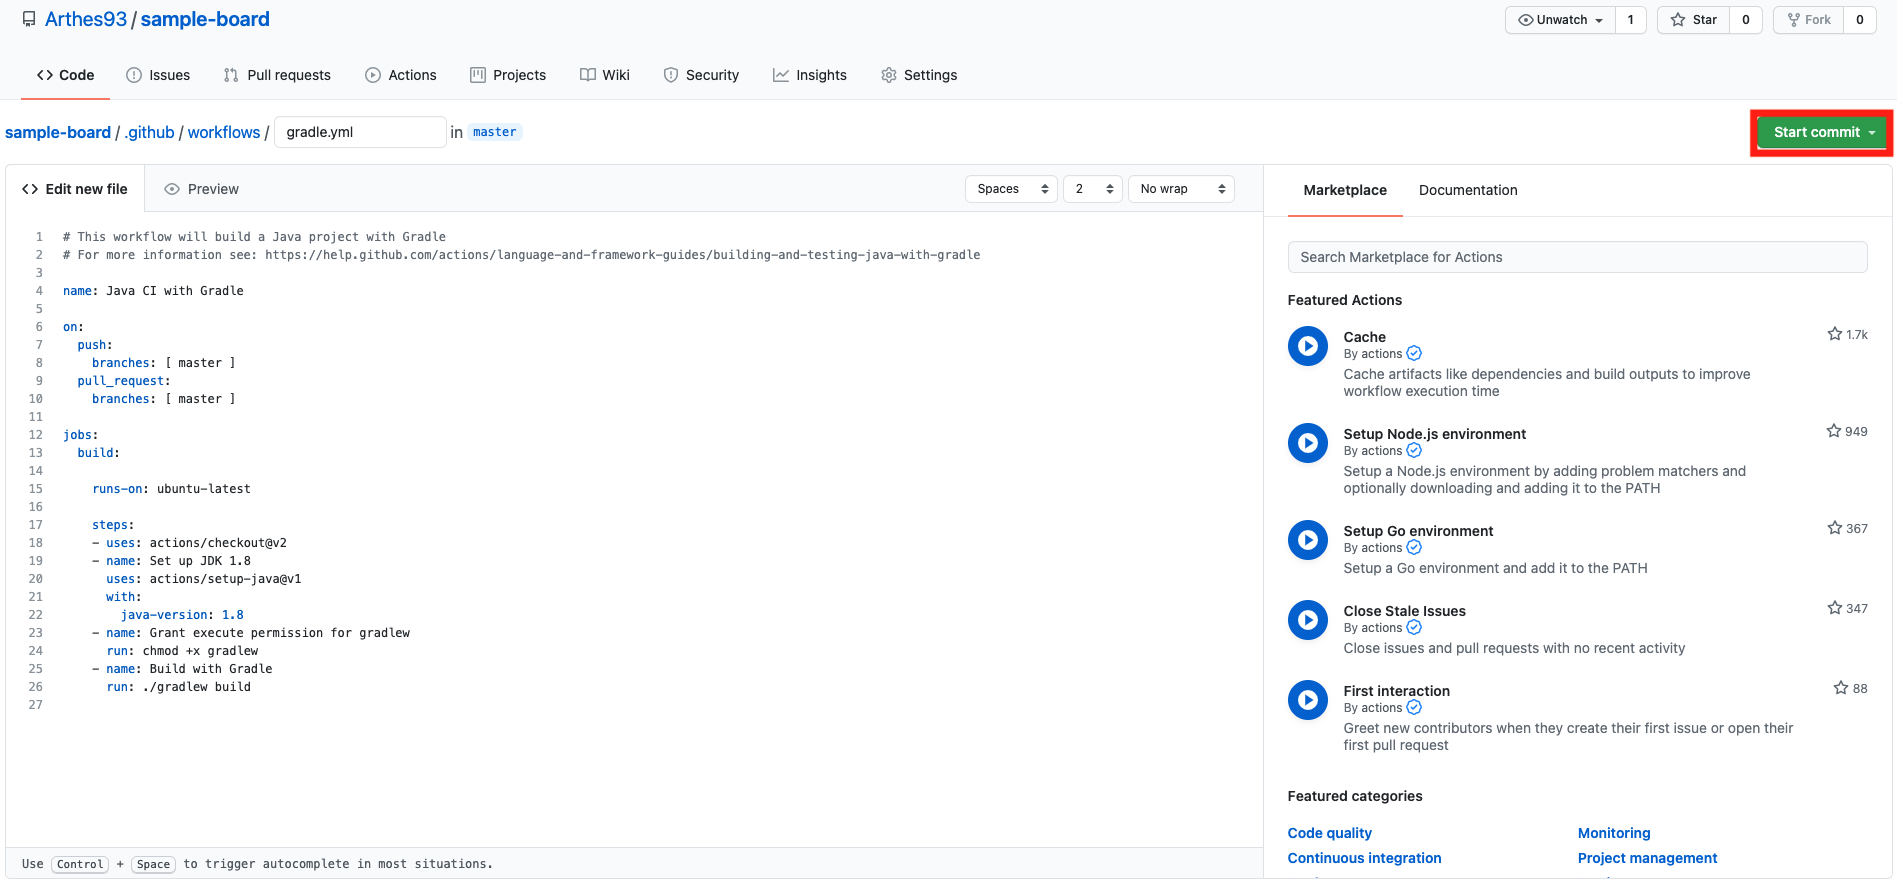 Arthes93 / sample-board
Unwatch 1 Star 0 Fork 0
Code Issues Pull requests Actions Projects Wiki Security Insights Settings
sample-board / .github / workflows / gradle.yml in master
Start commit
Edit new file Preview
Spaces 2 No wrap
1 # This workflow will build a Java project with Gradle
2 # For more information see: https://help.github.com/actions/language-and-framework-guides/building-and-testing-java-with-gradle
3
4 name: Java CI with Gradle
5
6 on:
7 push:
8 branches: [ master ]
9 pull_request:
10 branches: [ master ]
11
12 jobs:
13 build:
14
15 runs-on: ubuntu-latest
16
17 steps:
18 - uses: actions/checkout@v2
19 - name: Set up JDK 1.8
20 uses: actions/setup-java@v1
21 with:
22 java-version: 1.8
23 - name: Grant execute permission for gradlew
24 run: chmod +x gradlew
25 - name: Build with Gradle
26 run: ./gradlew build
27
Use Control + Space to trigger autocomplete in most situations.
Marketplace Documentation
Search Marketplace for Actions
Featured Actions
Cache 1.7k
By actions
Cache artifacts like dependencies and build outputs to improve
workflow execution time
Setup Node.js environment 949
By actions
Setup a Node.js environment by adding problem matchers and
optionally downloading and adding it to the PATH
Setup Go environment 367
By actions
Setup a Go environment and add it to the PATH
Close Stale Issues 347
By actions
Close issues and pull requests with no recent activity
First interaction 88
By actions
Greet new contributors when they create their first issue or open their
first pull request
Featured categories
Code quality Monitoring
Continuous integration Project management